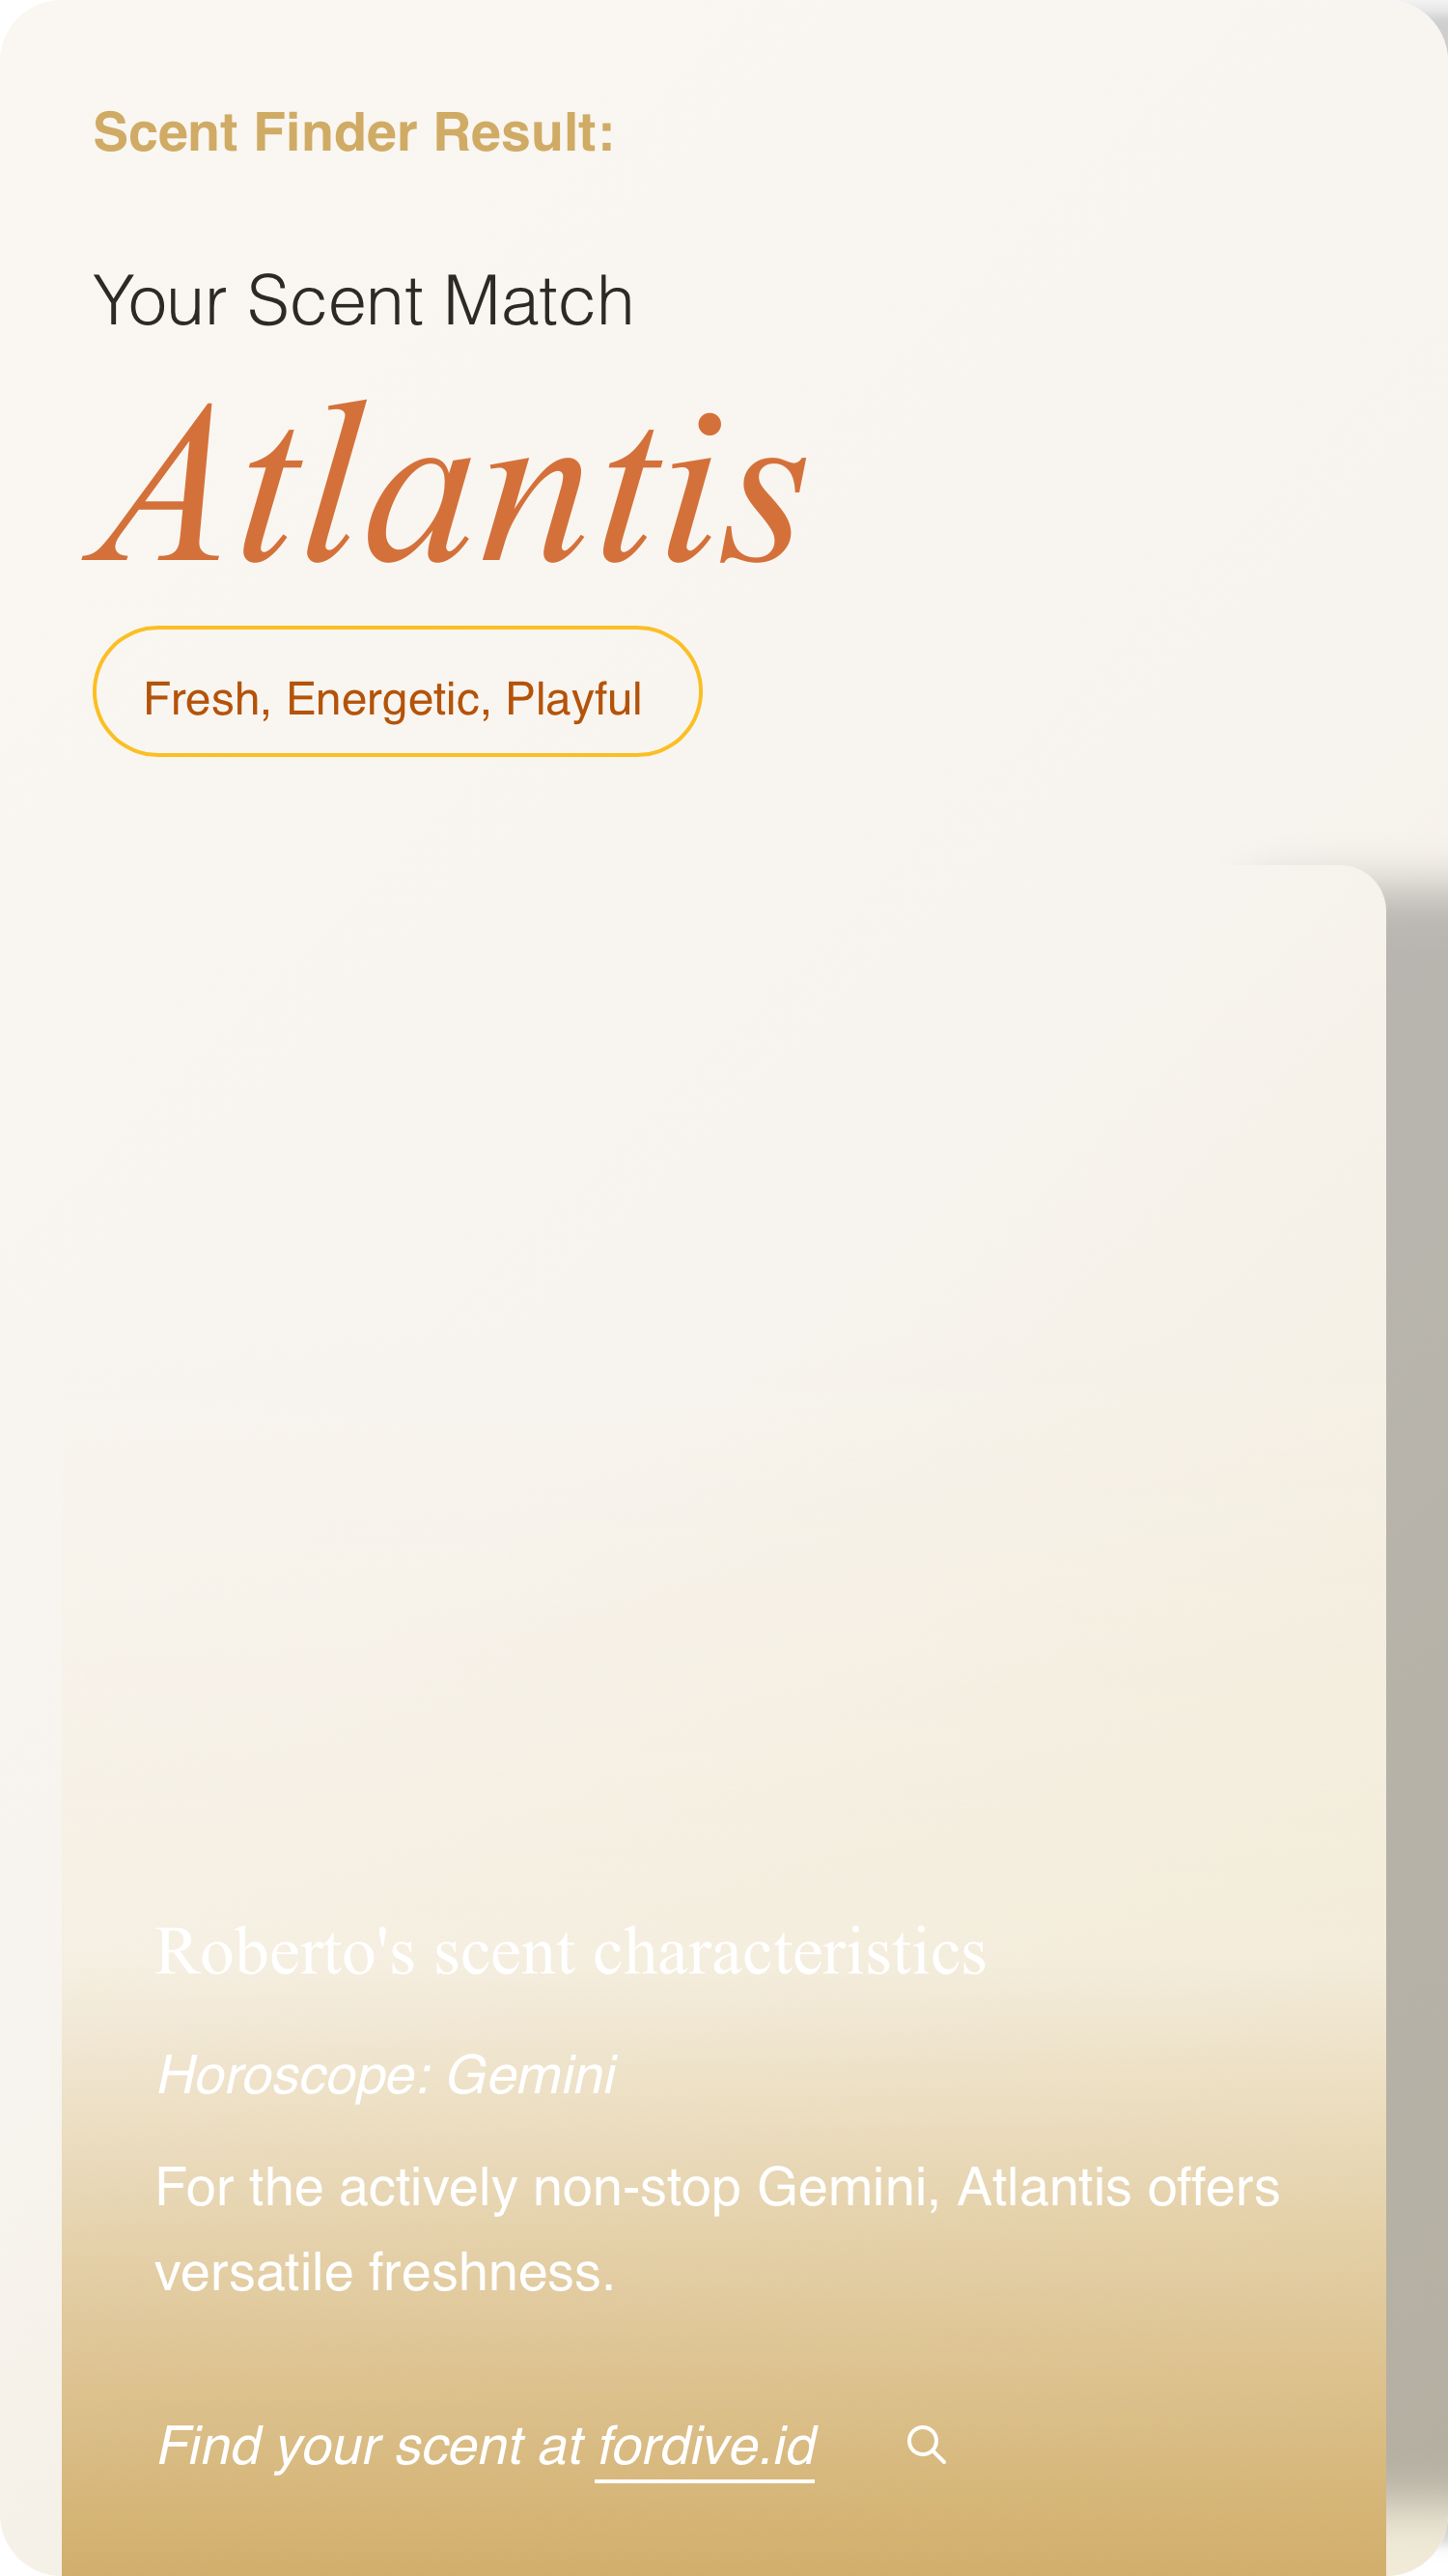 Scent Finder Result:
Your Scent Match
Atlantis
Fresh, Energetic, Playful
Roberto's scent characteristics
Horoscope: Gemini
For the actively non-stop Gemini, Atlantis offers
versatile freshness.
Find your scent at fordive.id